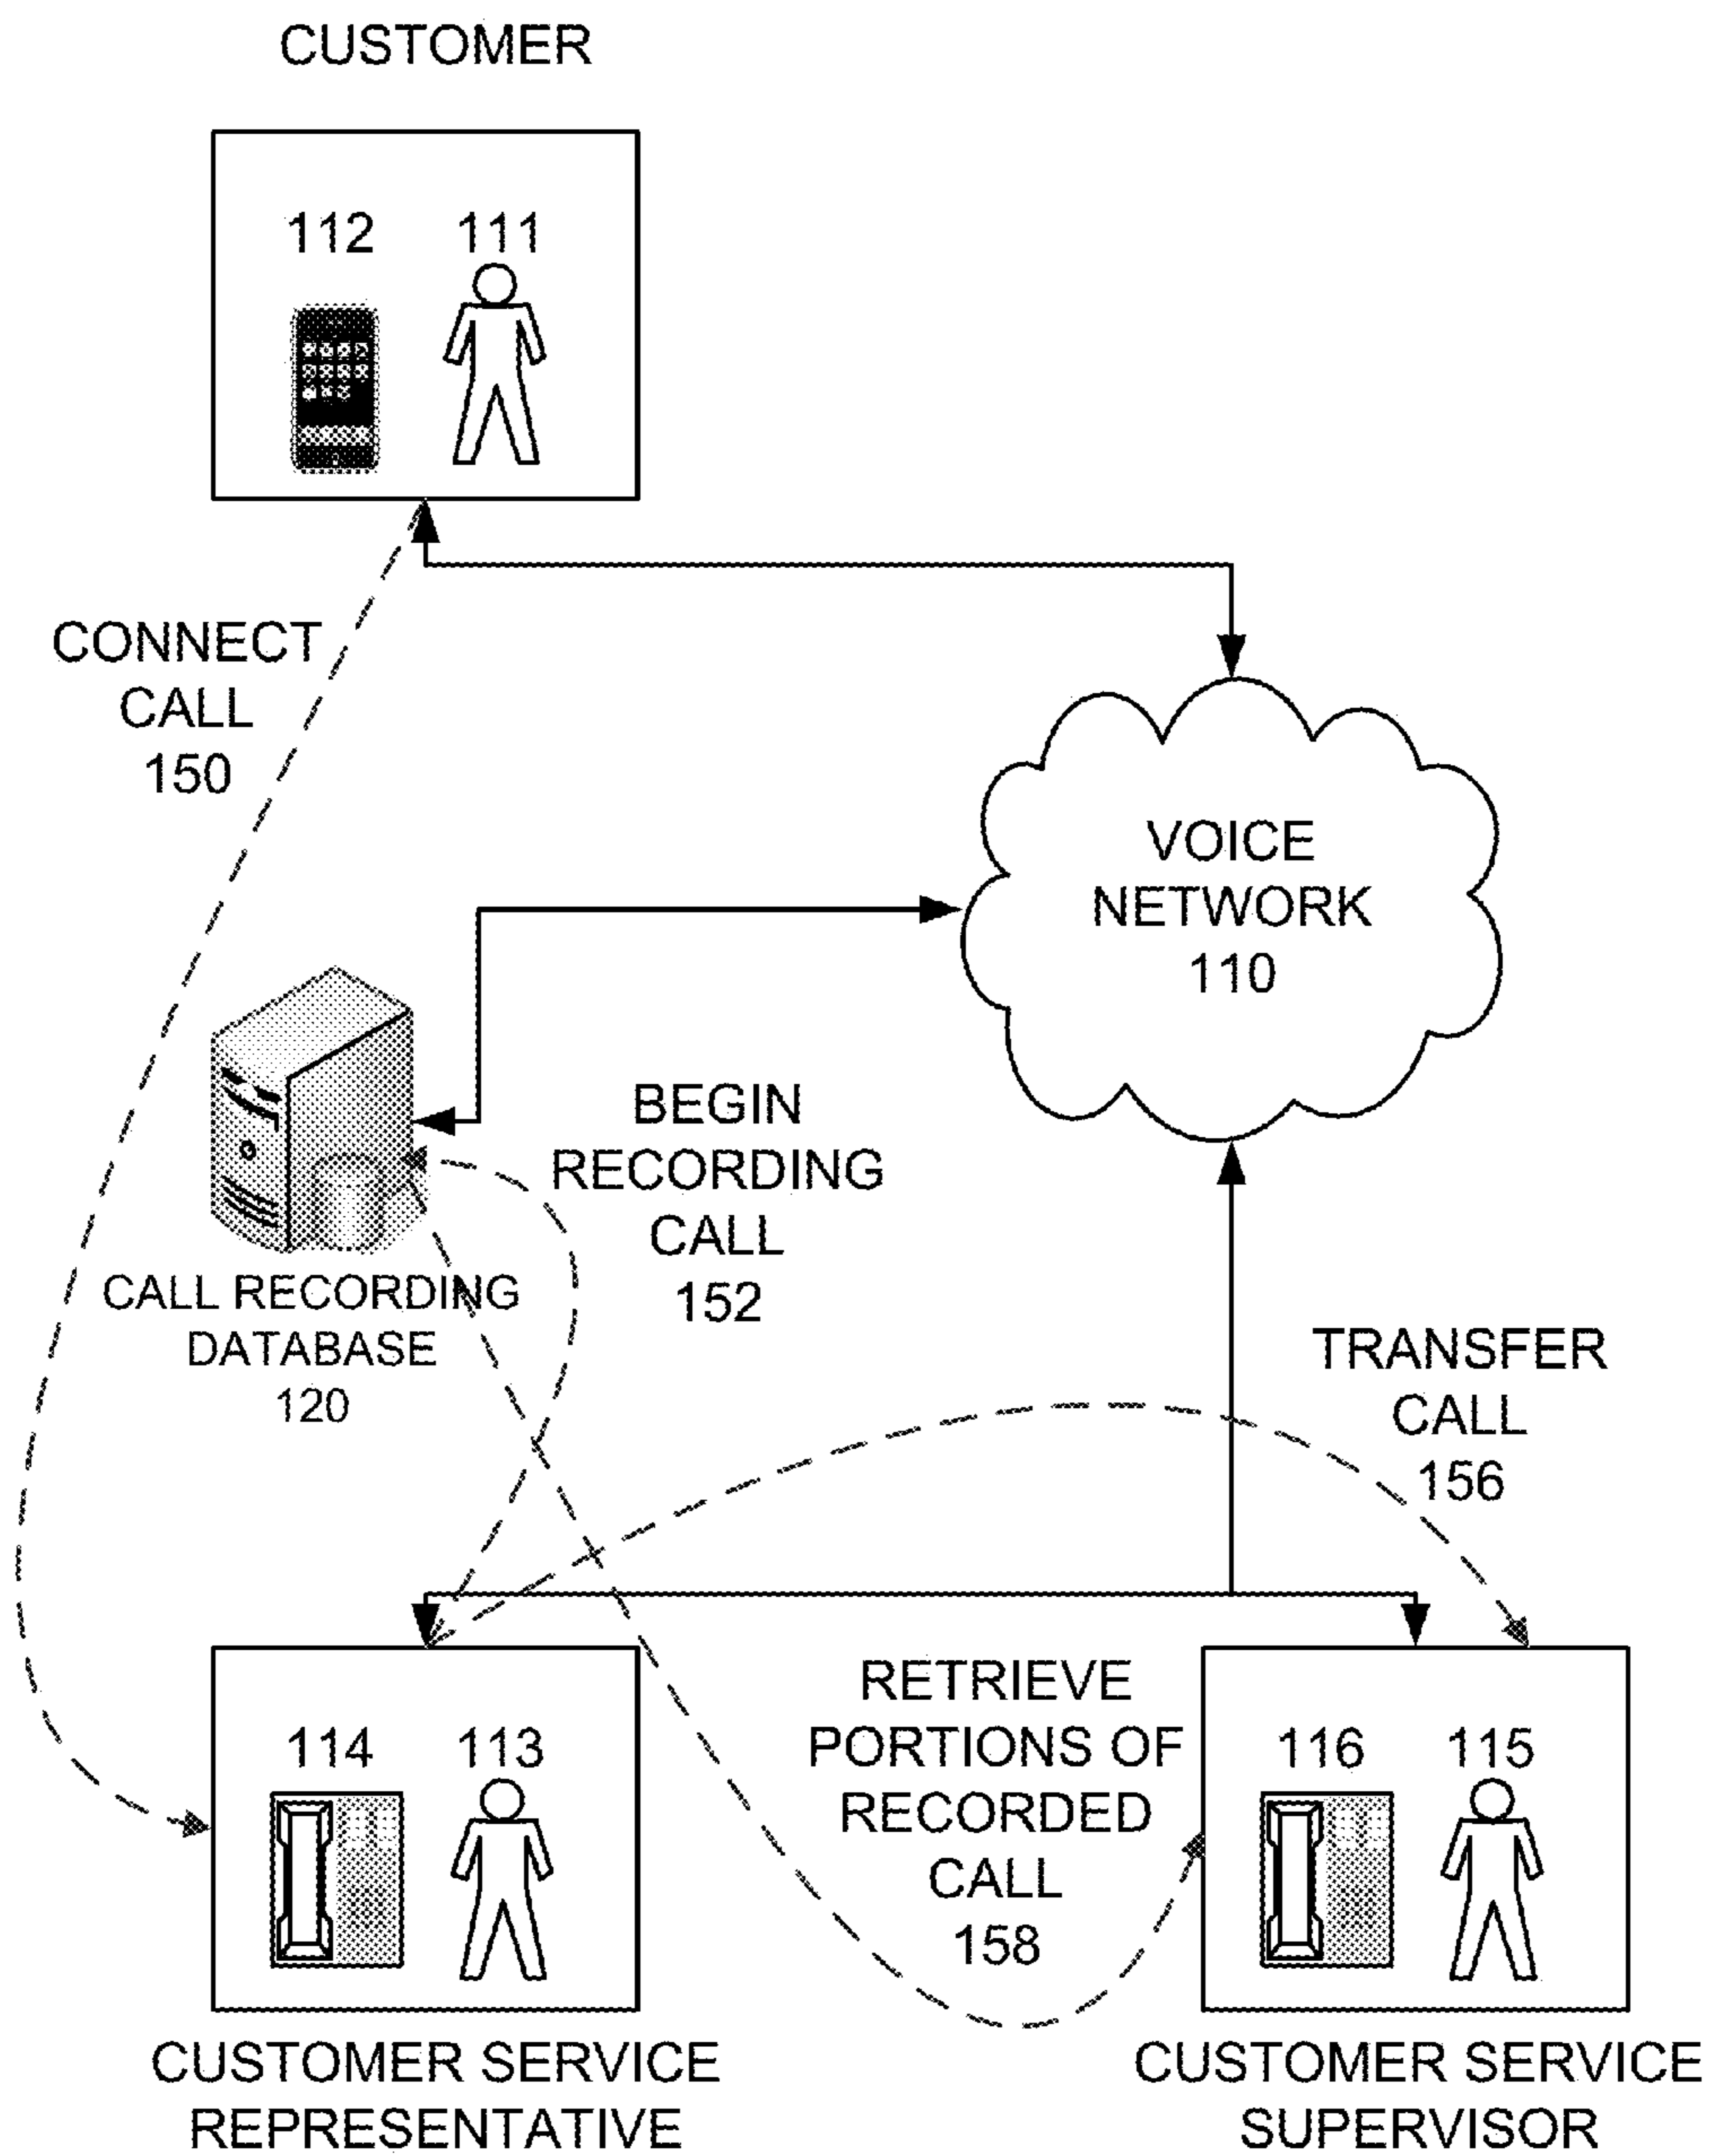 CUSTOMER
112 111
CONNECT
CALL
150
VOICE
NETWORK
110
BEGIN
RECORDING
CALL
152
CALL RECORDING
DATABASE
120
TRANSFER
CALL
156
RETRIEVE
PORTIONS OF
RECORDED
CALL
158
114 113
116 115
CUSTOMER SERVICE
REPRESENTATIVE
CUSTOMER SERVICE
SUPERVISOR